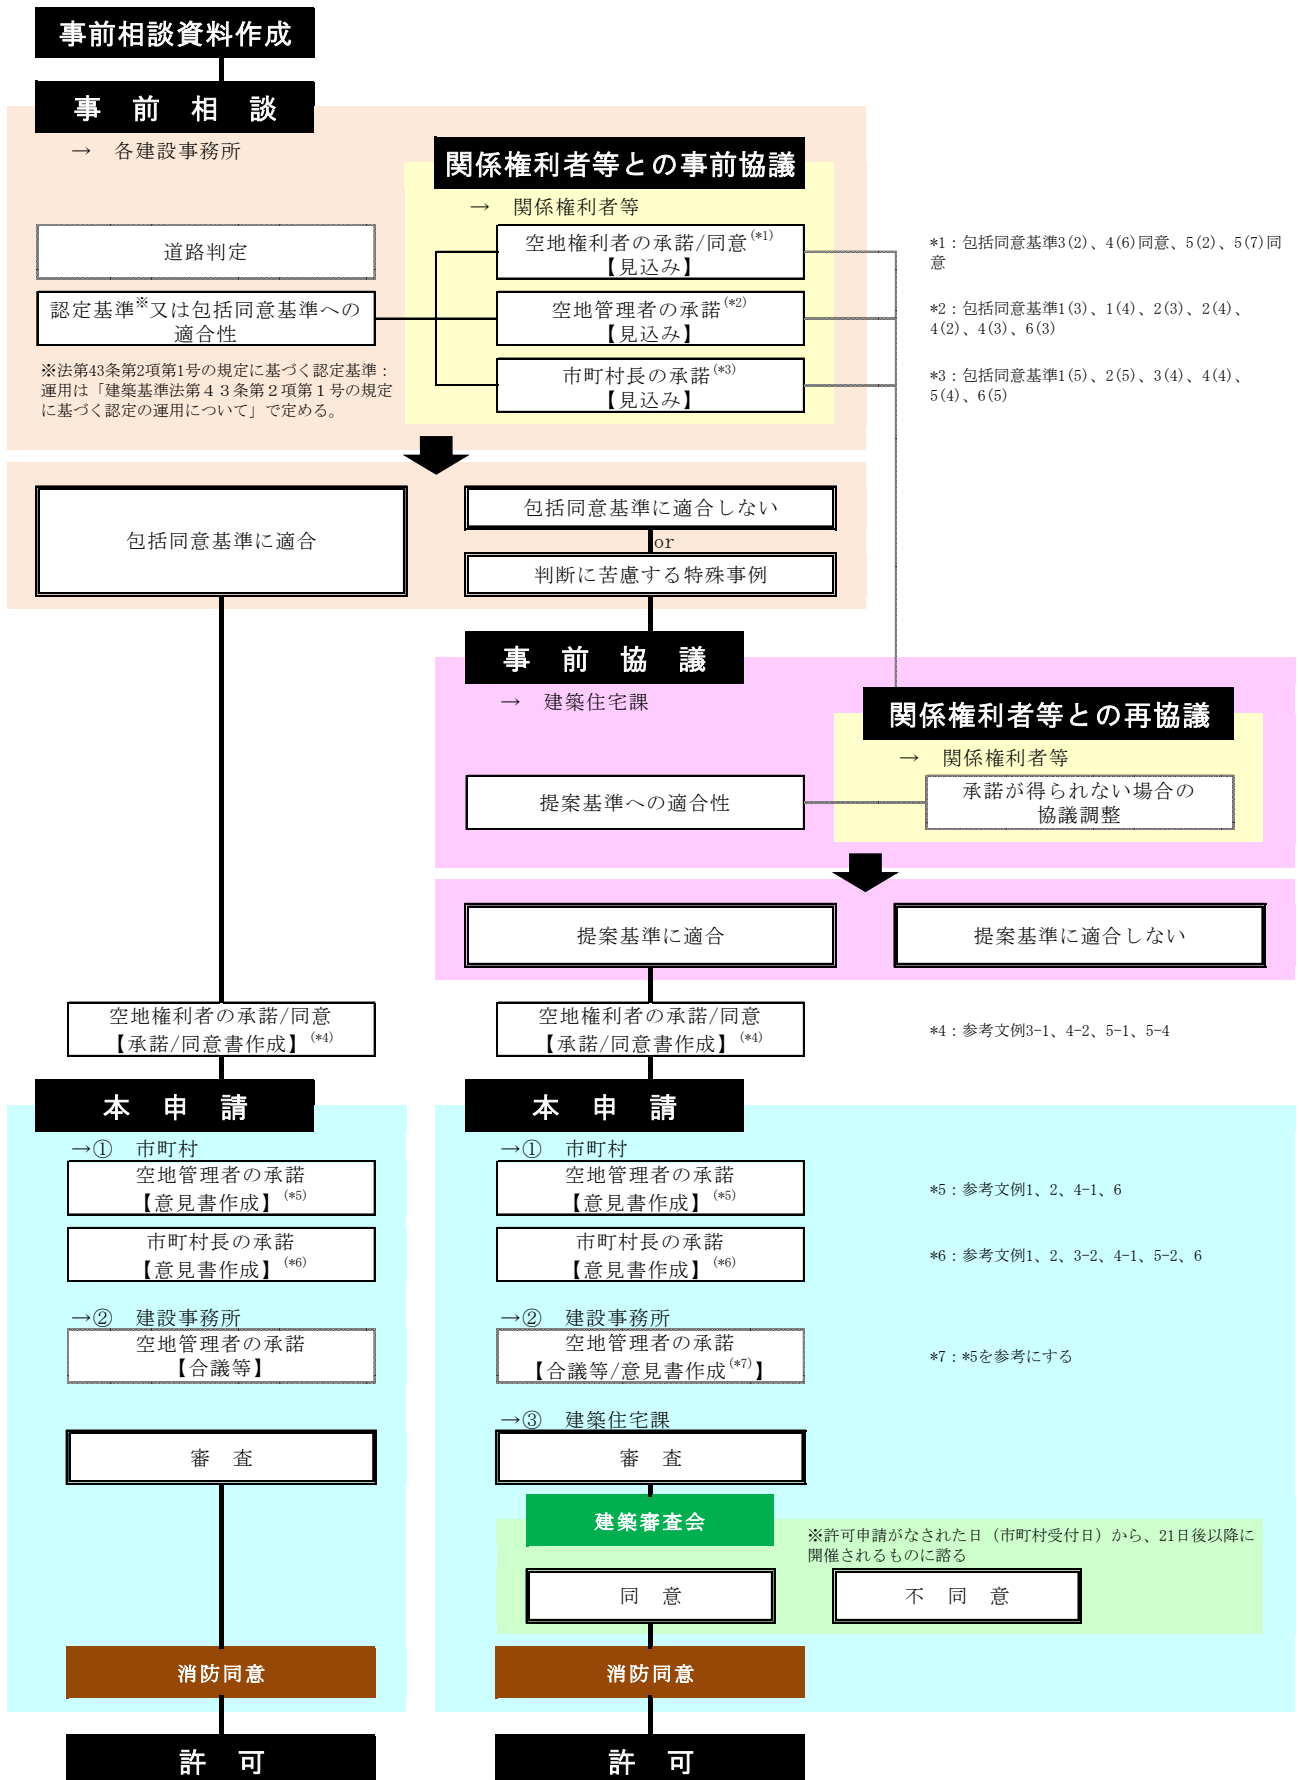 事前相談資料作成
事　前　相　談
→　各建設事務所
関係権利者等との事前協議
→　関係権利者等
道路判定
空地権利者の承諾/同意(*1)
【見込み】
*1：包括同意基準3(2)、4(6)同意、5(2)、5(7)同
意
認定基準※又は包括同意基準への
適合性
空地管理者の承諾(*2)
【見込み】
*2：包括同意基準1(3)、1(4)、2(3)、2(4)、
4(2)、4(3)、6(3)
※法第43条第2項第1号の規定に基づく認定基準：
運用は「建築基準法第４３条第２項第１号の規定
に基づく認定の運用について」で定める。
市町村長の承諾(*3)
【見込み】
*3：包括同意基準1(5)、2(5)、3(4)、4(4)、
5(4)、6(5)
包括同意基準に適合
包括同意基準に適合しない
or
判断に苦慮する特殊事例
事　前　協　議
→　建築住宅課
関係権利者等との再協議
→　関係権利者等
提案基準への適合性
承諾が得られない場合の
協議調整
提案基準に適合
提案基準に適合しない
空地権利者の承諾/同意
【承諾/同意書作成】(*4)
空地権利者の承諾/同意
【承諾/同意書作成】(*4)
*4：参考文例3-1、4-2、5-1、5-4
本　申　請
→①　市町村
空地管理者の承諾
【意見書作成】(*5)
市町村長の承諾
【意見書作成】(*6)
→②　建設事務所
空地管理者の承諾
【合議等】
審　査
消防同意
許　可
本　申　請
→①　市町村
空地管理者の承諾
【意見書作成】(*5)
*5：参考文例1、2、4-1、6
市町村長の承諾
【意見書作成】(*6)
*6：参考文例1、2、3-2、4-1、5-2、6
→②　建設事務所
空地管理者の承諾
【合議等/意見書作成(*7)】
*7：*5を参考にする
→③　建築住宅課
審　査
建築審査会
※許可申請がなされた日（市町村受付日）から、21日後以降に
開催されるものに諮る
同　意
不　同　意
消防同意
許　可